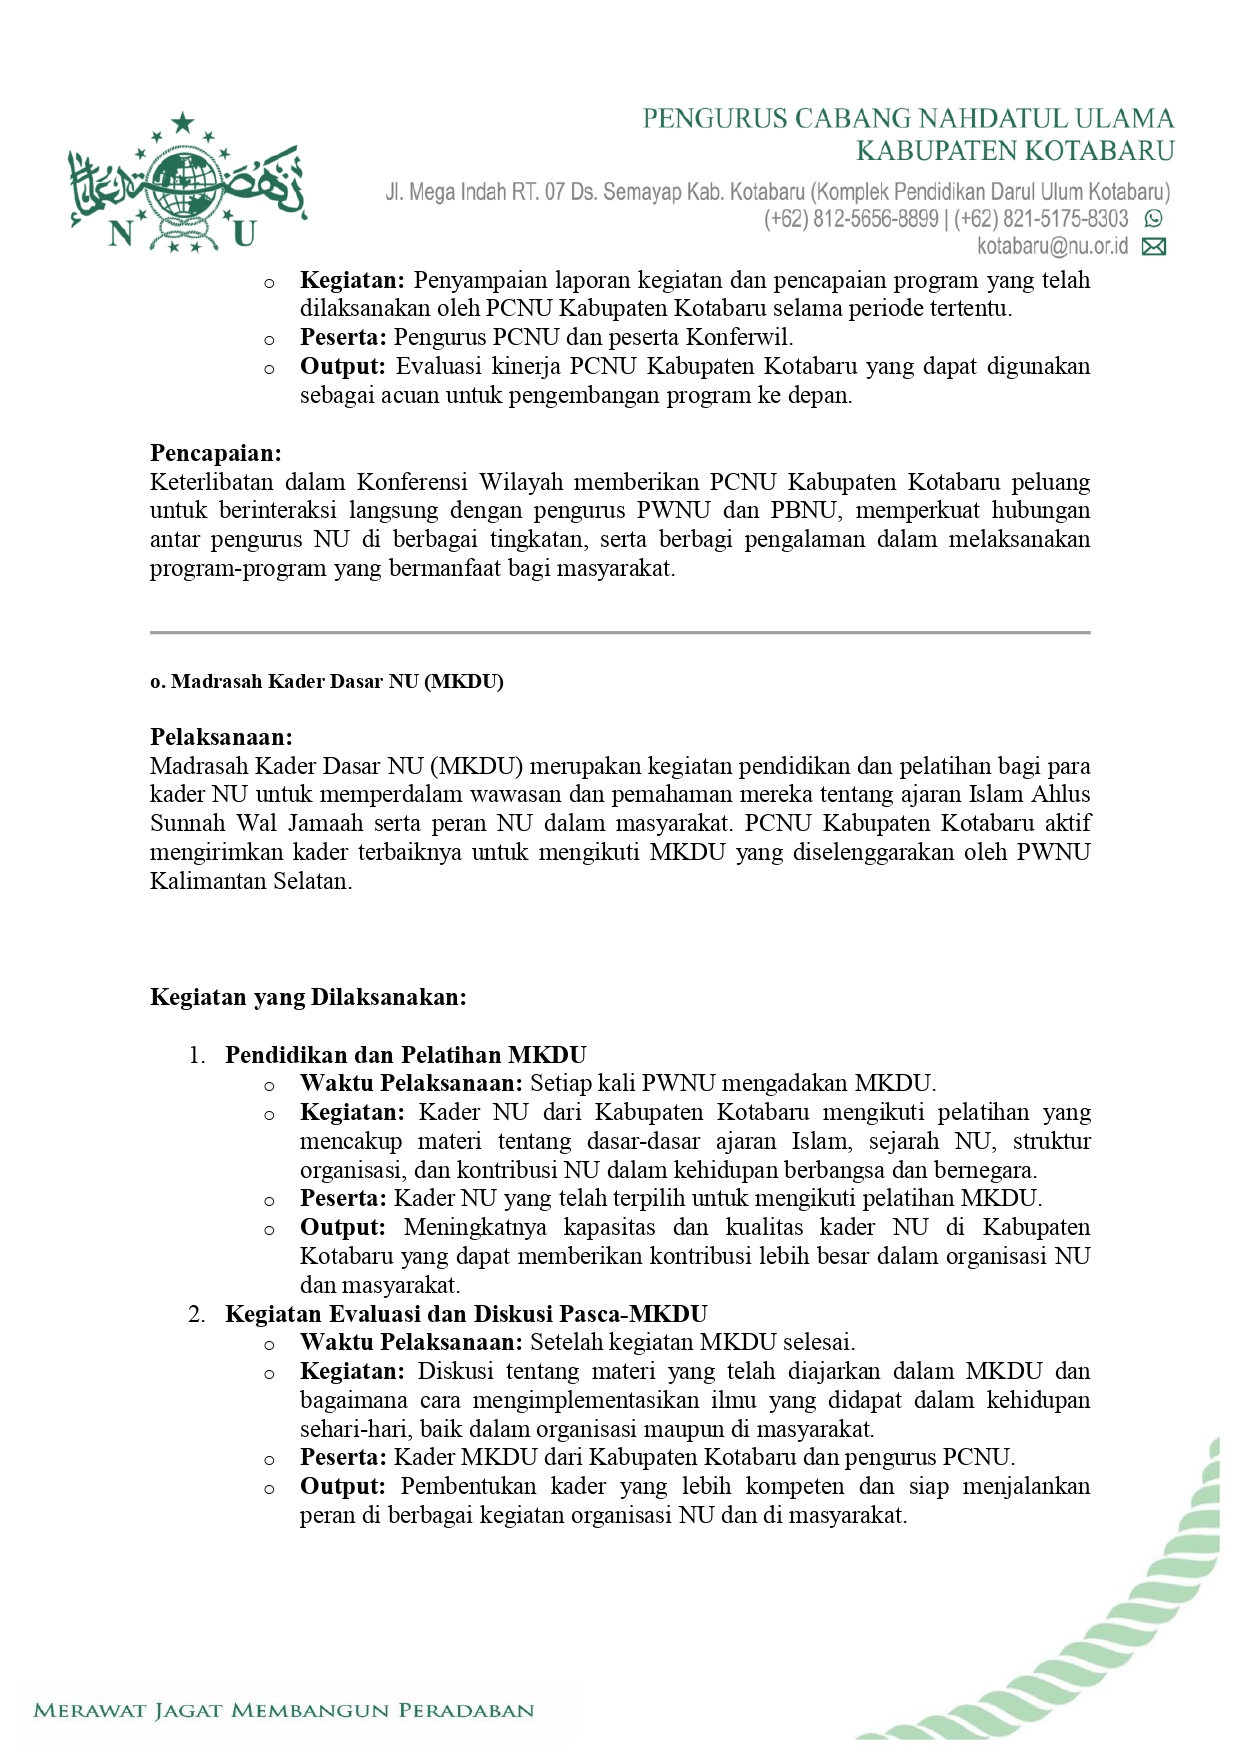 PENGURUS CABANG NAHDATUL ULAMA
KABUPATEN KOTABARU
Jl. Mega Indah RT. 07 Ds. Semayap Kab. Kotabaru (Komplek Pendidikan Darul Ulum Kotabaru)
(+62) 812-5656-8899 | (+62) 821-5175-8303
kotabaru@nu.or.id
نهضة العلماء
N U
o Kegiatan: Penyampaian laporan kegiatan dan pencapaian program yang telah
dilaksanakan oleh PCNU Kabupaten Kotabaru selama periode tertentu.
o Peserta: Pengurus PCNU dan peserta Konferwil.
o Output: Evaluasi kinerja PCNU Kabupaten Kotabaru yang dapat digunakan
sebagai acuan untuk pengembangan program ke depan.
Pencapaian:
Keterlibatan dalam Konferensi Wilayah memberikan PCNU Kabupaten Kotabaru peluang
untuk berinteraksi langsung dengan pengurus PWNU dan PBNU, memperkuat hubungan
antar pengurus NU di berbagai tingkatan, serta berbagi pengalaman dalam melaksanakan
program-program yang bermanfaat bagi masyarakat.
o. Madrasah Kader Dasar NU (MKDU)
Pelaksanaan:
Madrasah Kader Dasar NU (MKDU) merupakan kegiatan pendidikan dan pelatihan bagi para
kader NU untuk memperdalam wawasan dan pemahaman mereka tentang ajaran Islam Ahlus
Sunnah Wal Jamaah serta peran NU dalam masyarakat. PCNU Kabupaten Kotabaru aktif
mengirimkan kader terbaiknya untuk mengikuti MKDU yang diselenggarakan oleh PWNU
Kalimantan Selatan.
Kegiatan yang Dilaksanakan:
1. Pendidikan dan Pelatihan MKDU
o Waktu Pelaksanaan: Setiap kali PWNU mengadakan MKDU.
o Kegiatan: Kader NU dari Kabupaten Kotabaru mengikuti pelatihan yang
mencakup materi tentang dasar-dasar ajaran Islam, sejarah NU, struktur
organisasi, dan kontribusi NU dalam kehidupan berbangsa dan bernegara.
o Peserta: Kader NU yang telah terpilih untuk mengikuti pelatihan MKDU.
o Output: Meningkatnya kapasitas dan kualitas kader NU di Kabupaten
Kotabaru yang dapat memberikan kontribusi lebih besar dalam organisasi NU
dan masyarakat.
2. Kegiatan Evaluasi dan Diskusi Pasca-MKDU
o Waktu Pelaksanaan: Setelah kegiatan MKDU selesai.
o Kegiatan: Diskusi tentang materi yang telah diajarkan dalam MKDU dan
bagaimana cara mengimplementasikan ilmu yang didapat dalam kehidupan
sehari-hari, baik dalam organisasi maupun di masyarakat.
o Peserta: Kader MKDU dari Kabupaten Kotabaru dan pengurus PCNU.
o Output: Pembentukan kader yang lebih kompeten dan siap menjalankan
peran di berbagai kegiatan organisasi NU dan di masyarakat.
MERAWAT JAGAT MEMBANGUN PERADABAN